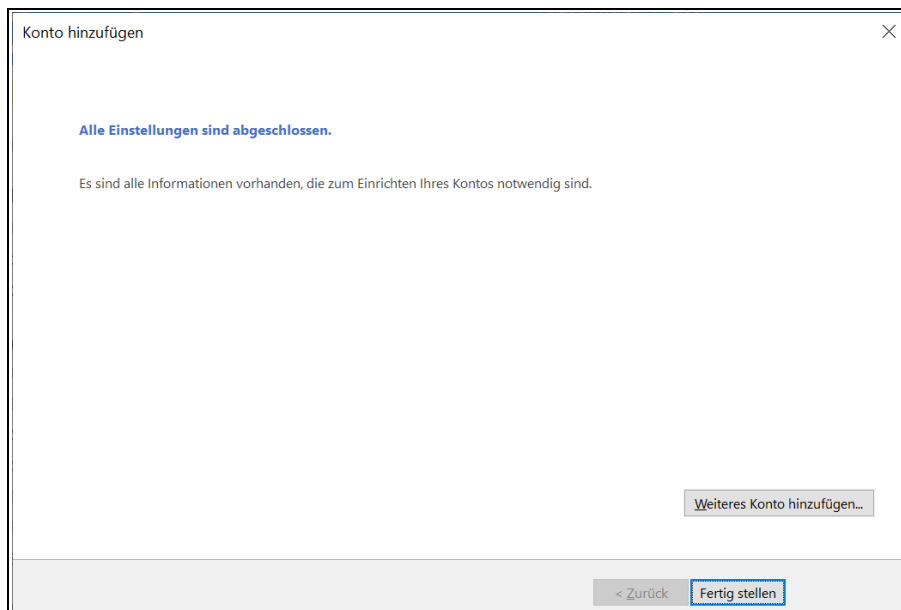 Konto hinzufügen
Alle Einstellungen sind abgeschlossen.
Es sind alle Informationen vorhanden, die zum Einrichten Ihres Kontos notwendig sind.
Weiteres Konto hinzufügen...
< Zurück
Fertig stellen